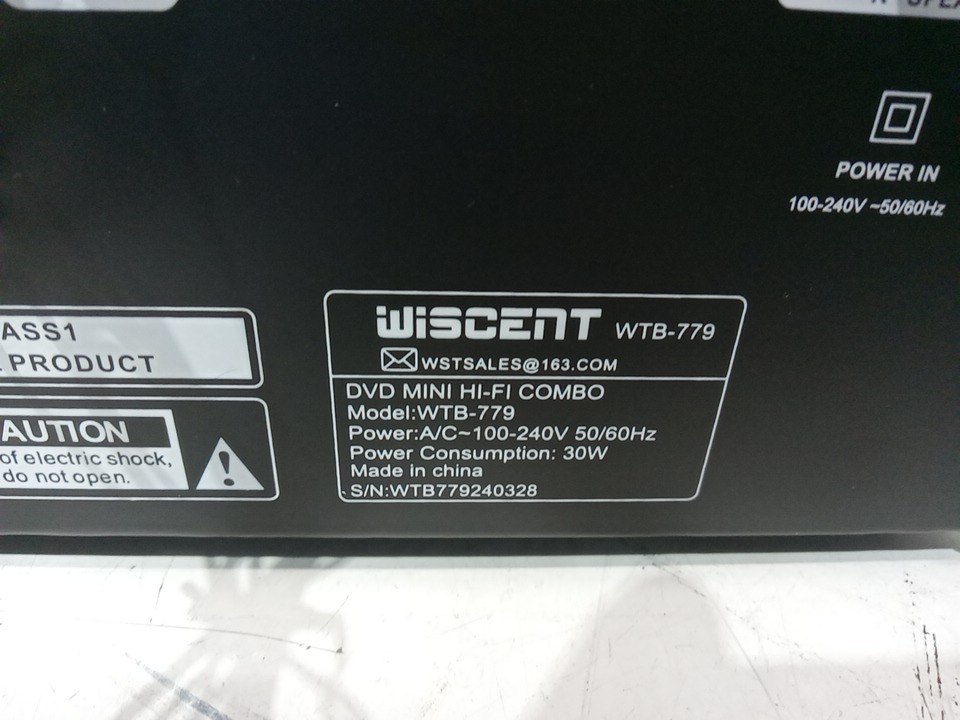 POWER IN
100-240V ~50/60Hz
WISCENT WTB-779
WSTSALES@163.COM
DVD MINI HI-FI COMBO
Model:WTB-779
Power:A/C~100-240V 50/60Hz
Power Consumption: 30W
Made in china
S/N:WTB779240328
ASS1
PRODUCT
AUTION
of electric shock,
do not open.